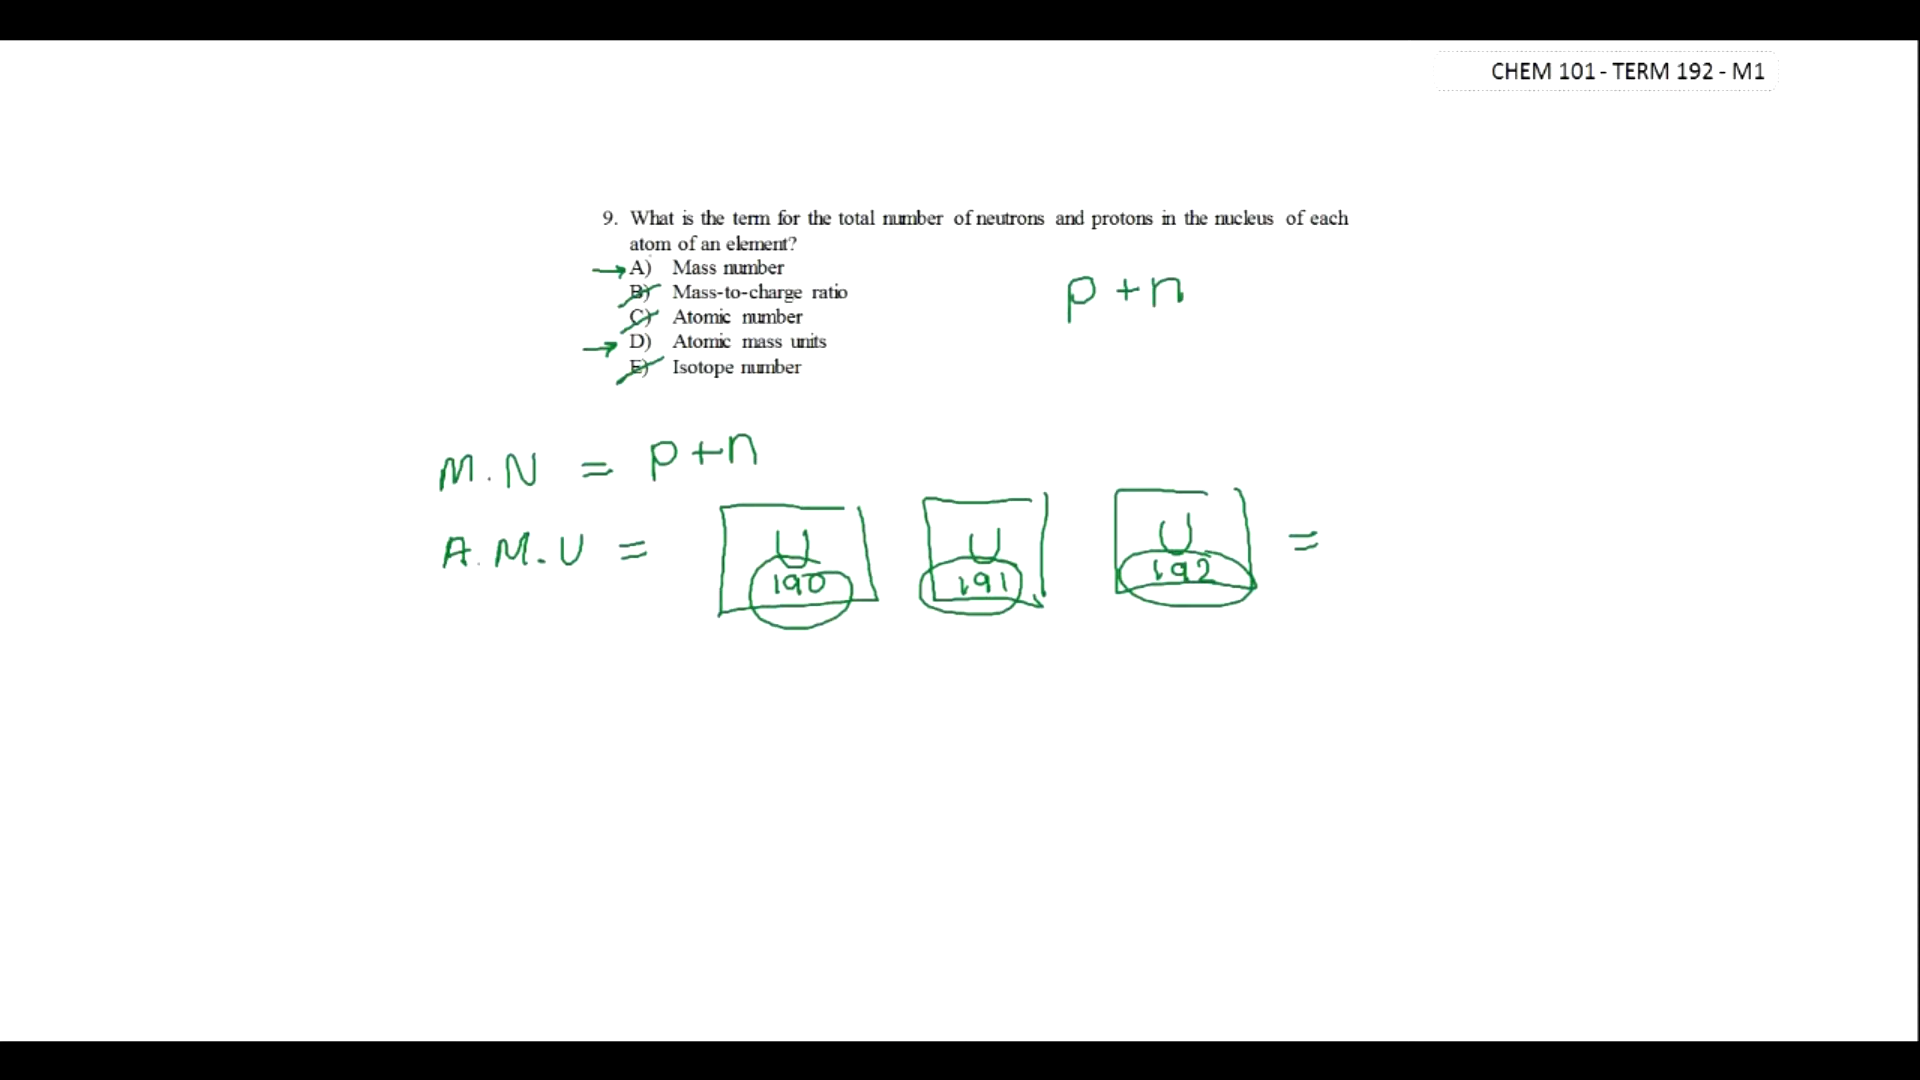 CHEM 101 - TERM 192 - M1
9. What is the term for the total number of neutrons and protons in the nucleus of each
atom of an element?
A) Mass number
B) Mass-to-charge ratio
C) Atomic number
D) Atomic mass units
E) Isotope number
p + n
M.N = p+n
A.M.U = U U U =
190 191 192